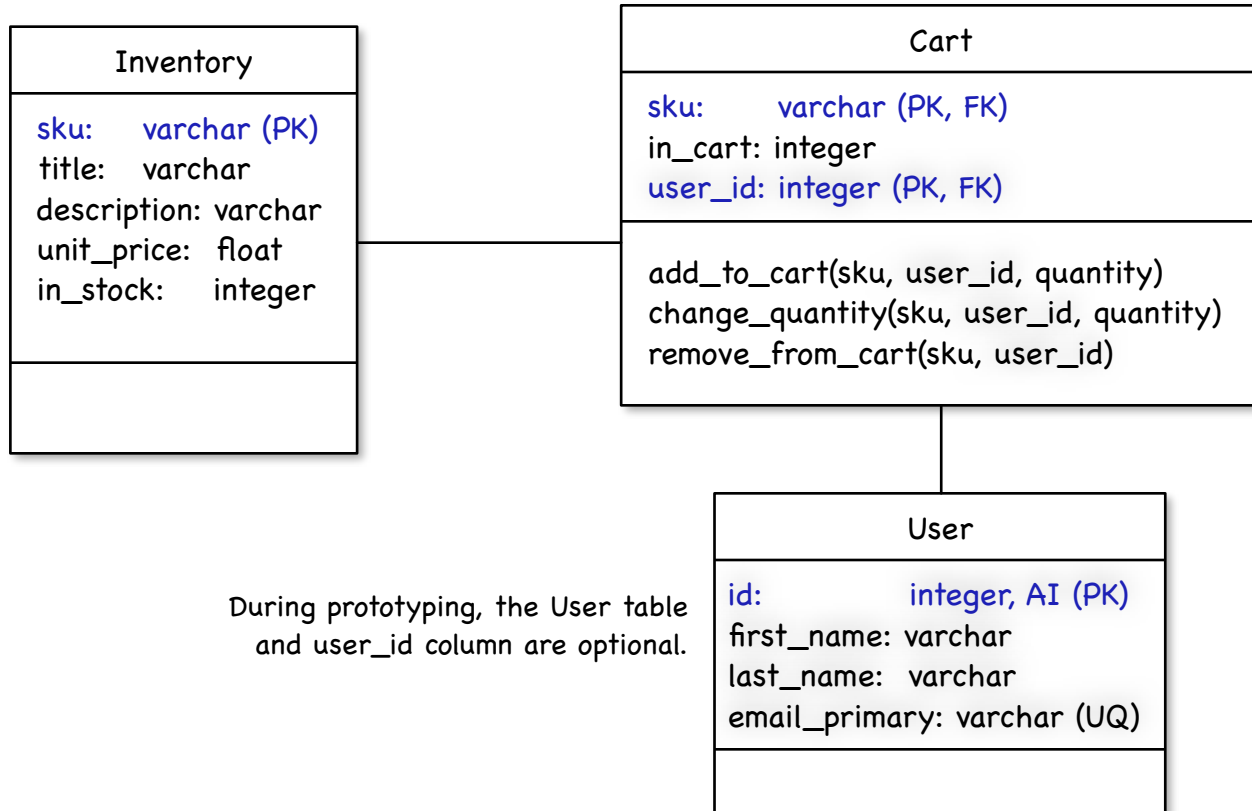 Inventory
sku: varchar (PK)
title: varchar
description: varchar
unit_price: float
in_stock: integer
Cart
sku: varchar (PK, FK)
in_cart: integer
user_id: integer (PK, FK)
add_to_cart(sku, user_id, quantity)
change_quantity(sku, user_id, quantity)
remove_from_cart(sku, user_id)
During prototyping, the User table
and user_id column are optional.
User
id: integer, AI (PK)
first_name: varchar
last_name: varchar
email_primary: varchar (UQ)